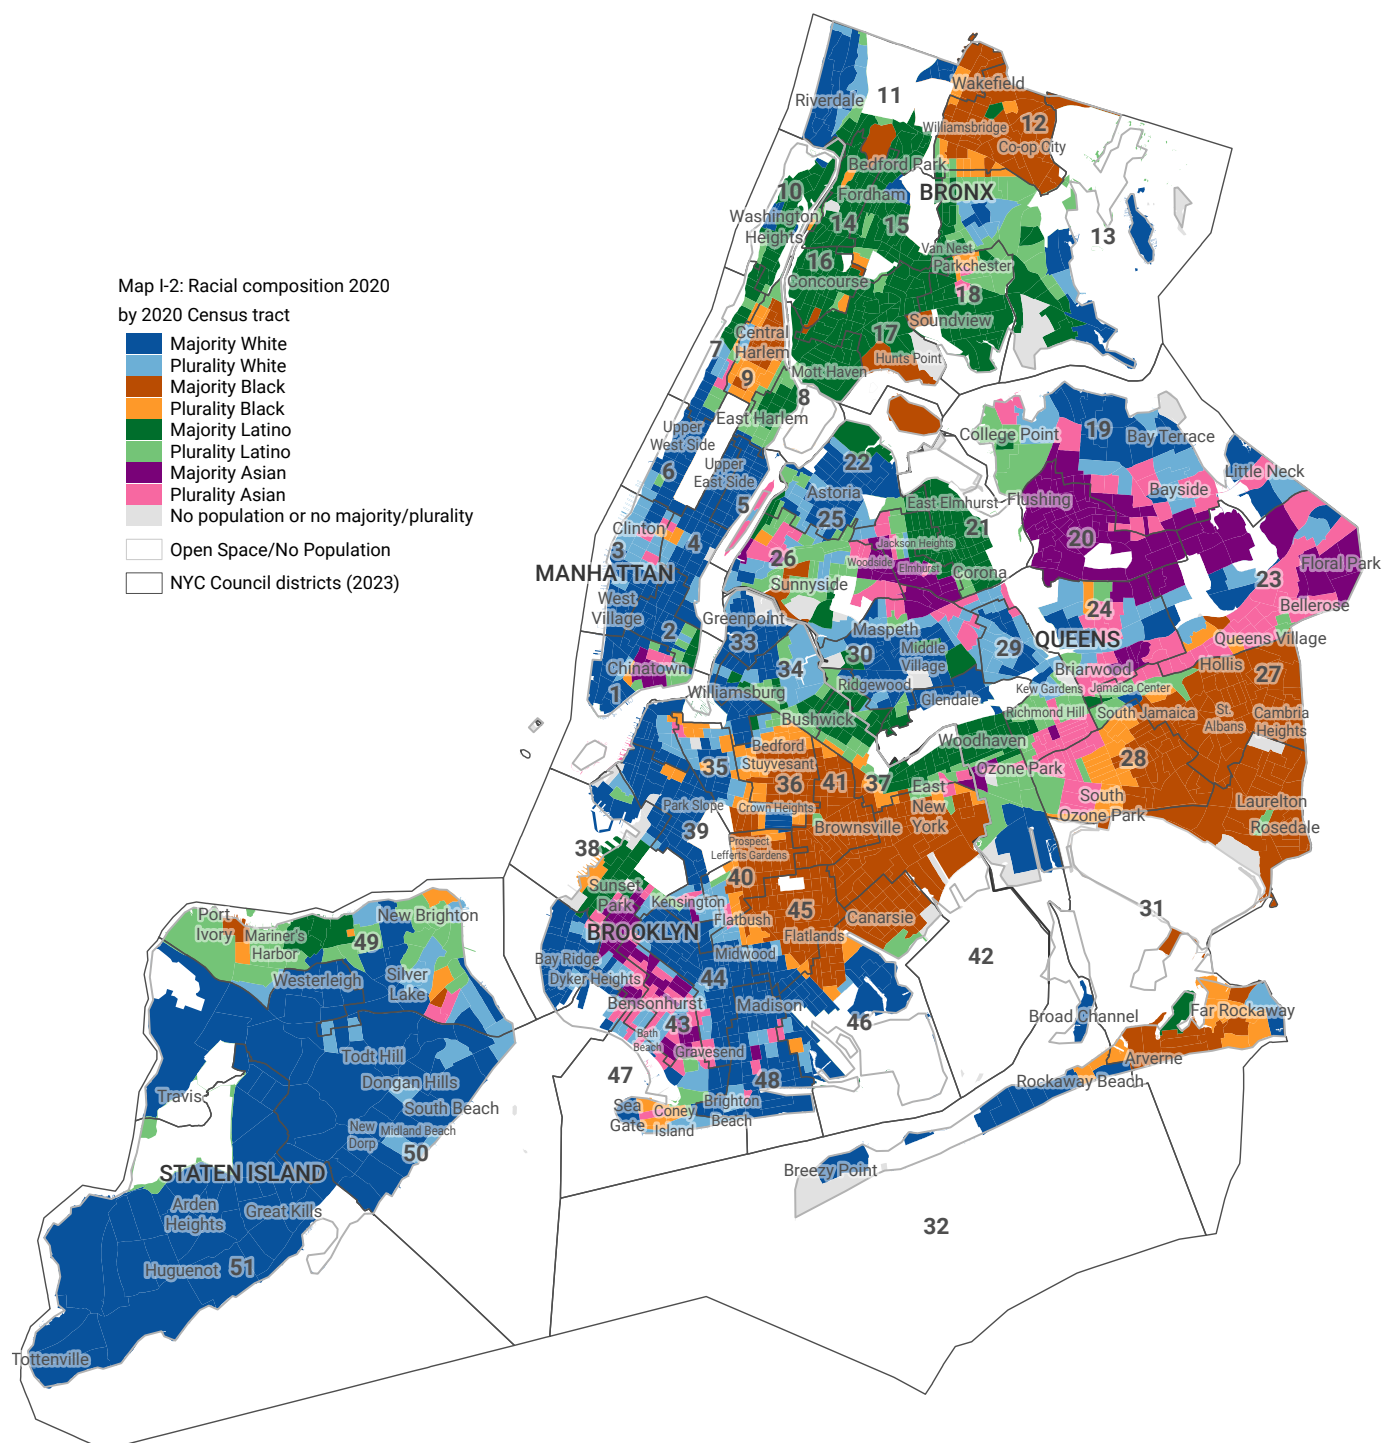 Wakefield
Riverdale
11
Williamsbridge
12
Co-op City
Bedford Park
10
Fordham
BRONX
Washington
Heights
14
15
13
Van Nest
16
Parkchester
Concourse
18
Map I-2: Racial composition 2020
by 2020 Census tract
Majority White
Plurality White
Majority Black
Plurality Black
Majority Latino
Plurality Latino
Majority Asian
Plurality Asian
No population or no majority/plurality
Open Space/No Population
NYC Council districts (2023)
Soundview
17
Central
Harlem
7
Hunts Point
Mott Haven
9
8
East Harlem
Upper
West Side
College Point
19
Bay Terrace
6
Upper
East Side
22
Little Neck
5
Astoria
Bayside
East Elmhurst
Flushing
25
21
Clinton
3
4
20
Jackson Heights
26
Woodside
Elmhurst
Floral Park
MANHATTAN
Sunnyside
Corona
23
West
Village
Bellerose
24
Greenpoint
2
33
Maspeth
QUEENS
Queens Village
30
Middle
Village
29
Chinatown
34
Briarwood
Hollis
27
1
Williamsburg
Ridgewood
Glendale
Kew Gardens
Jamaica Center
Bushwick
Richmond Hill
South Jamaica
St.
Albans
Cambria
Heights
Bedford
Stuyvesant
Woodhaven
35
Ozone Park
28
36
41
37
East
New
York
South
Ozone Park
Park Slope
Crown Heights
Laurelton
39
Brownsville
Rosedale
38
Prospect
Lefferts Gardens
40
Sunset
Park
Kensington
45
Canarsie
31
Port
Ivory
New Brighton
Flatbush
BROOKLYN
Flatlands
Mariner's
Harbor
49
Midwood
42
Bay Ridge
Westerleigh
Silver
Lake
Dyker Heights
44
Bensonhurst
Madison
Broad Channel
Far Rockaway
43
46
Bath
Beach
Gravesend
Todt Hill
Arverne
47
48
Dongan Hills
Rockaway Beach
Travis
Sea
Gate
Coney
Island
Brighton
Beach
South Beach
New
Dorp
Midland Beach
50
STATEN ISLAND
Breezy Point
Arden
Heights
Great Kills
32
Huguenot
51
Tottenville